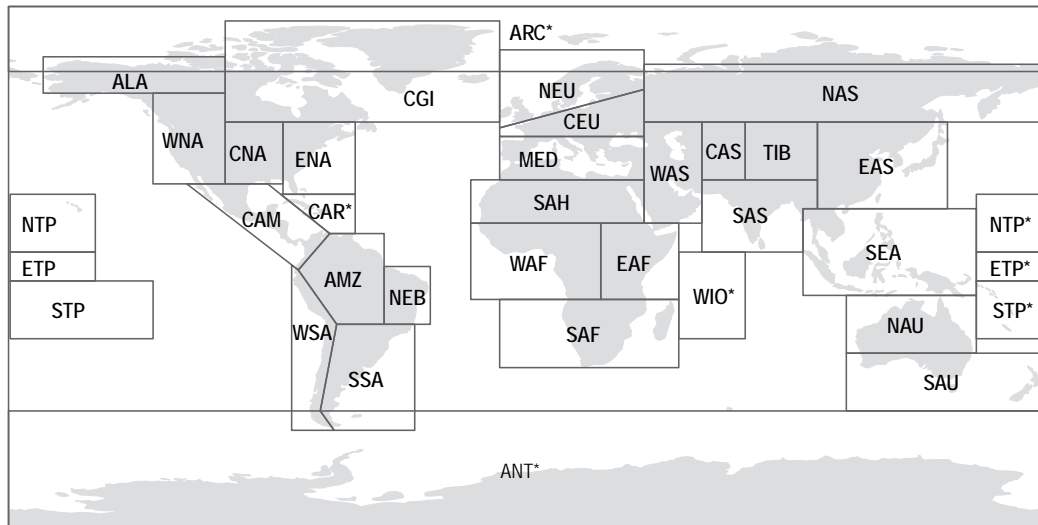 ARC*
ALA
CGI
NEU
NAS
WNA
CNA
ENA
CEU
MED
WAS
CAS
TIB
EAS
CAM
CAR*
SAH
SAS
NTP
NTP*
ETP
ETP*
STP
STP*
AMZ
NEB
WAF
EAF
SEA
WIO*
WSA
SSA
SAF
NAU
SAU
ANT*